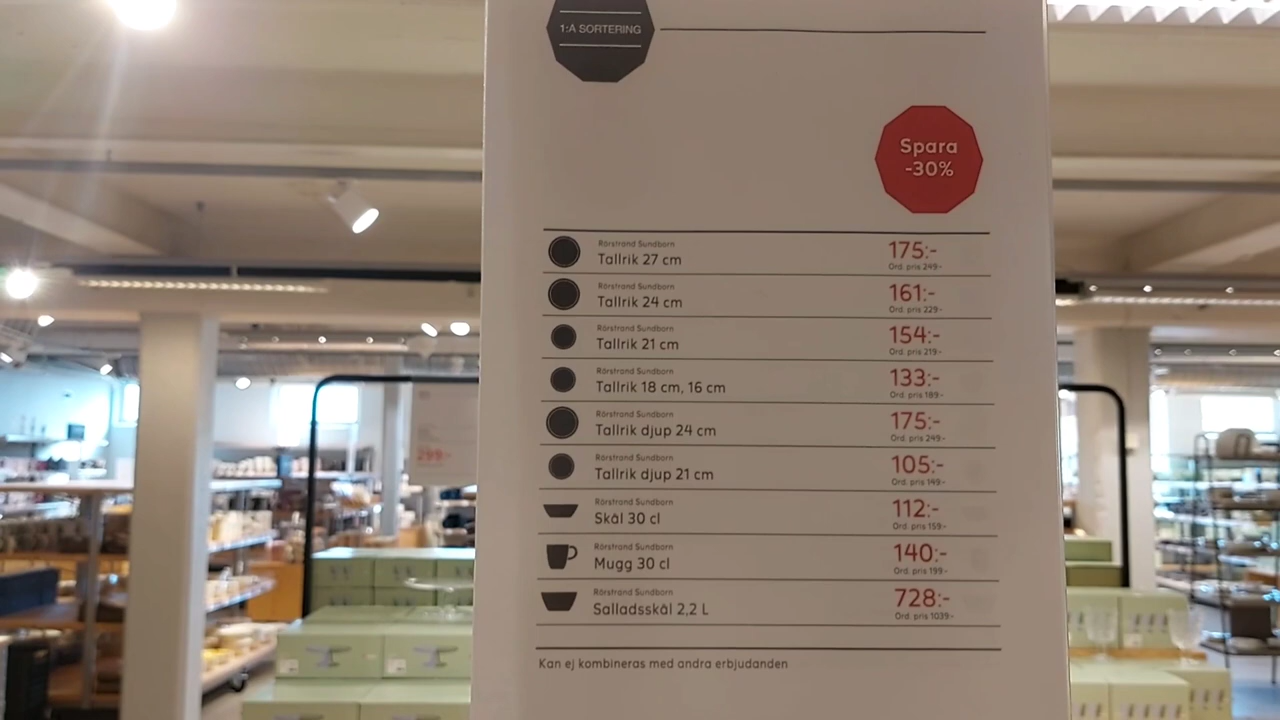 1:A SORTERING
Spara
-30%
Rörstrand Sundborn
Tallrik 27 cm
175:-
Ord. pris 249:-
Rörstrand Sundborn
Tallrik 24 cm
161:-
Ord. pris 229:-
Rörstrand Sundborn
Tallrik 21 cm
154:-
Ord. pris 219:-
Rörstrand Sundborn
Tallrik 18 cm, 16 cm
133:-
Ord. pris 189:-
Rörstrand Sundborn
Tallrik djup 24 cm
175:-
Ord. pris 249:-
Rörstrand Sundborn
Tallrik djup 21 cm
105:-
Ord. pris 149:-
Rörstrand Sundborn
Skål 30 cl
112:-
Ord. pris 159:-
Rörstrand Sundborn
Mugg 30 cl
140:-
Ord. pris 199:-
Rörstrand Sundborn
Salladsskål 2,2 L
728:-
Ord. pris 1039:-
Kan ej kombineras med andra erbjudanden
299:-